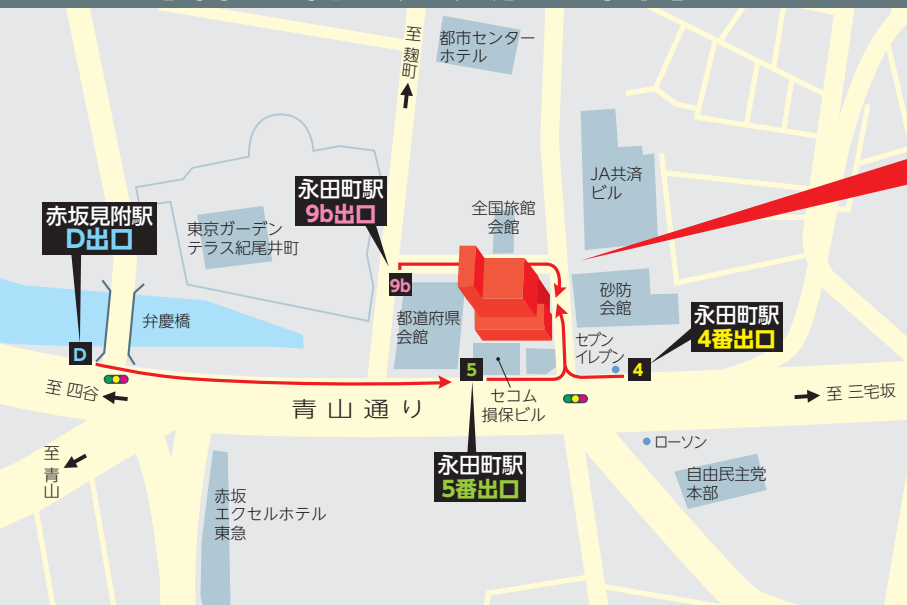 至 麹町
都市センター
ホテル
JA共済
ビル
永田町駅
9b出口
全国旅館
会館
赤坂見附駅
D出口
東京ガーデン
テラス紀尾井町
9b
砂防
会館
弁慶橋
都道府県
会館
永田町駅
4番出口
セブン
イレブン
D
5
4
至 四谷
青山通り
セコム
損保ビル
至 三宅坂
至 青山
ローソン
永田町駅
5番出口
自由民主党
本部
赤坂
エクセルホテル
東急